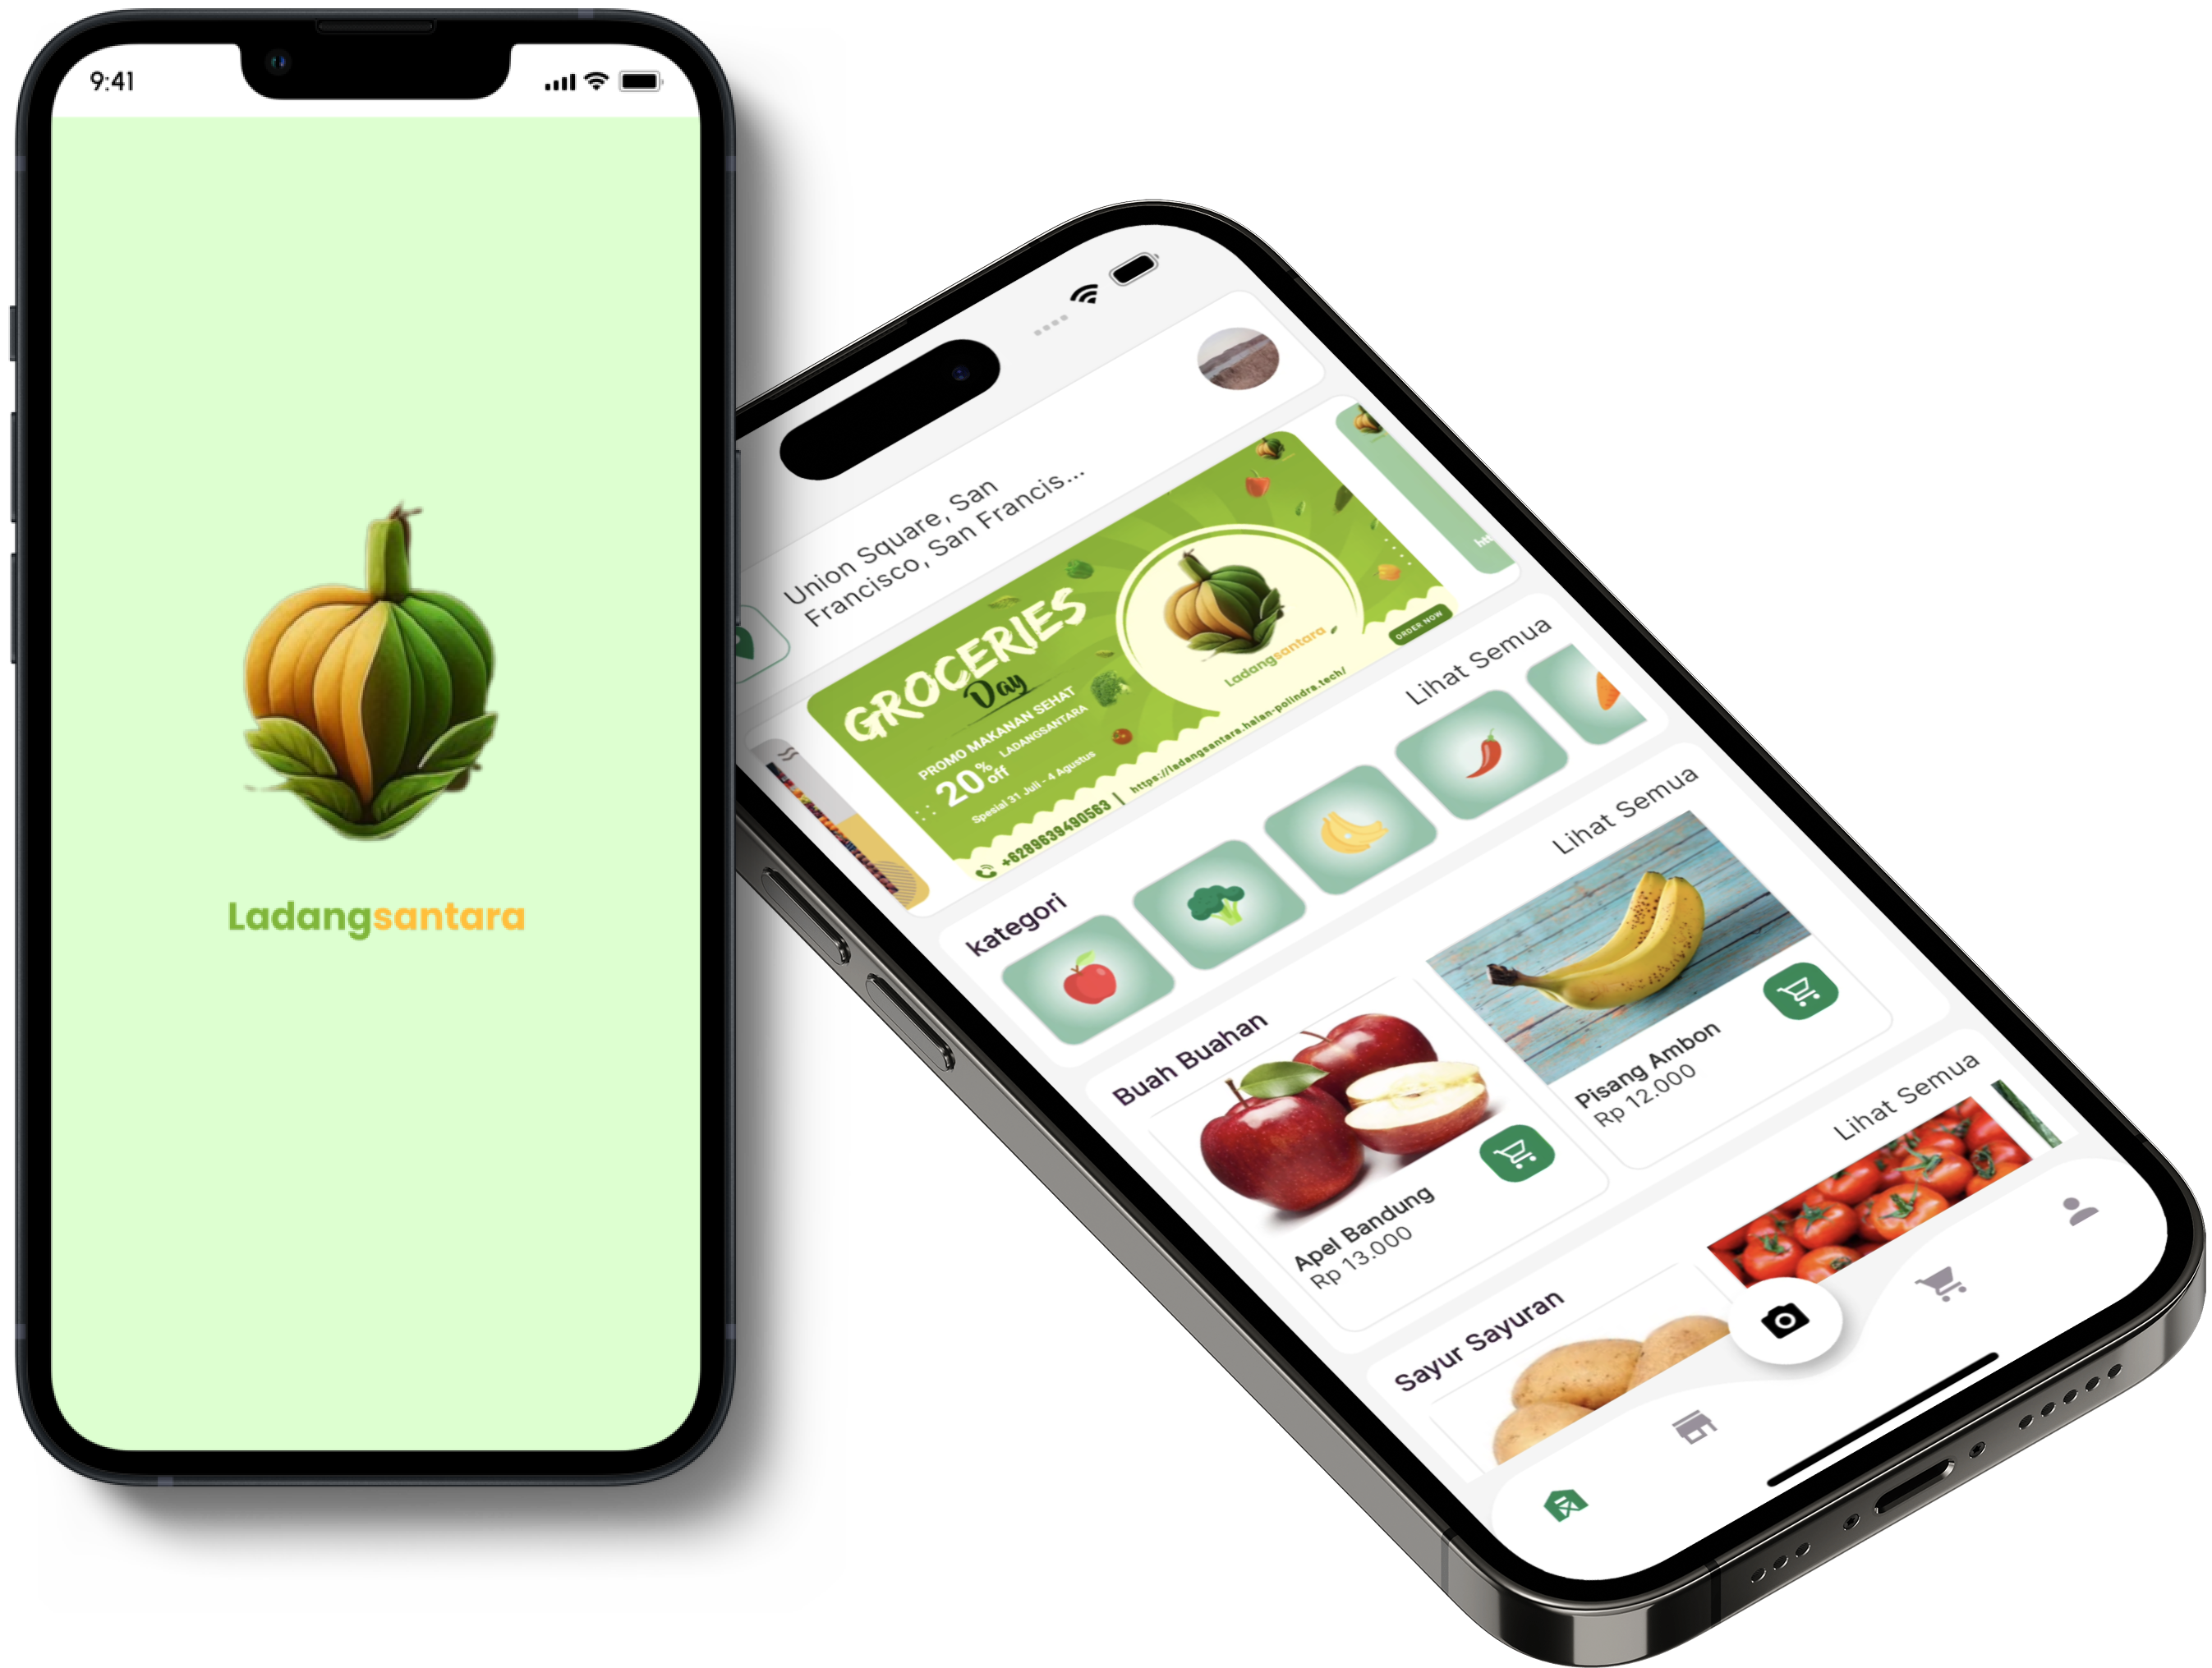 9:41
Ladangsantara
Union Square, San
Francisco, San Francis...
GROCERIES
Day
PROMO MAKANAN SEHAT
20% off
LADANGSANTARA
Spesial 31 Juli - 4 Agustus
+6289639490563 | https://ladangsantara.haian-polindra.tech/
Ladangsantara
ORDER NOW
htt
kategori
Lihat Semua
Buah Buahan
Lihat Semua
Apel Bandung
Rp 13.000
Pisang Ambon
Rp 12.000
Sayur Sayuran
Lihat Semua